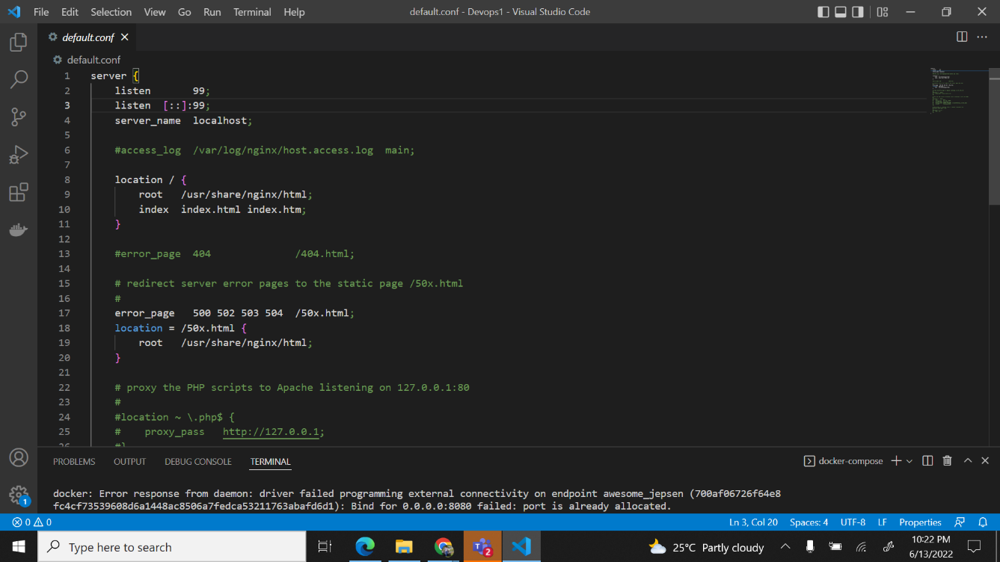 File Edit Selection View Go Run Terminal Help
default.conf - Devops1 - Visual Studio Code
default.conf
default.conf
1 server {
2 listen 99;
3 listen [::]:99;
4 server_name localhost;
5
6 #access_log /var/log/nginx/host.access.log main;
7
8 location / {
9 root /usr/share/nginx/html;
10 index index.html index.htm;
11 }
12
13 #error_page 404 /404.html;
14
15 # redirect server error pages to the static page /50x.html
16 #
17 error_page 500 502 503 504 /50x.html;
18 location = /50x.html {
19 root /usr/share/nginx/html;
20 }
21
22 # proxy the PHP scripts to Apache listening on 127.0.0.1:80
23 #
24 #location ~ \.php$ {
25 # proxy_pass http://127.0.0.1;
26 #}
PROBLEMS OUTPUT DEBUG CONSOLE TERMINAL
docker-compose
docker: Error response from daemon: driver failed programming external connectivity on endpoint awesome_jepsen (700af06726f64e8
fc4cf73539608d6a1448ac8506a7fedca53211763abafd6d1): Bind for 0.0.0.0:8080 failed: port is already allocated.
1
0 0
Ln 3, Col 20 Spaces: 4 UTF-8 LF Properties
Type here to search
2
25°C Partly cloudy
10:22 PM
6/13/2022